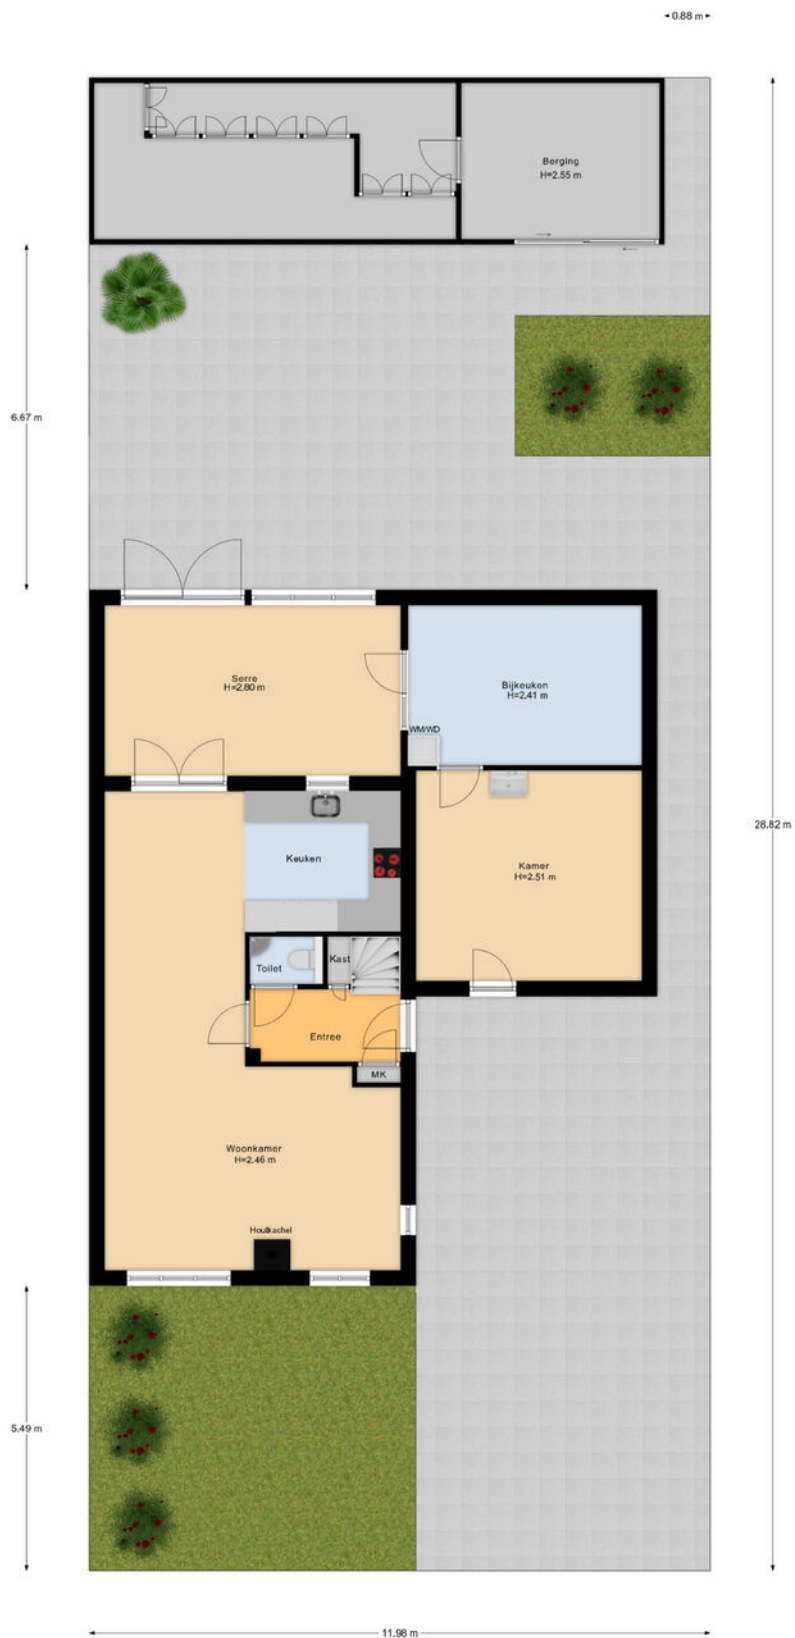 0.88 m
Berging
H=2.55 m
6.67 m
Serre
H=2.80 m
Bijkeuken
H=2.41 m
WM/WD
28.82 m
Keuken
Kamer
H=2.51 m
Toilet
Kast
Entree
MK
Woonkamer
H=2.46 m
Houtkachel
5.49 m
11.98 m